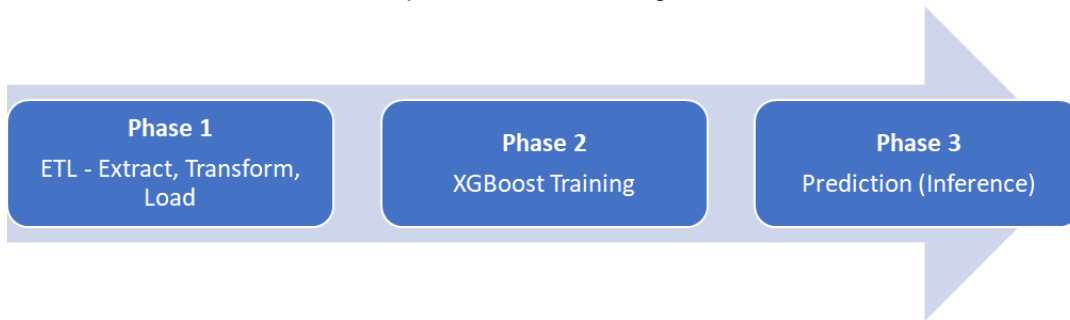 Phase 1
ETL - Extract, Transform,
Load
Phase 2
XGBoost Training
Phase 3
Prediction (Inference)